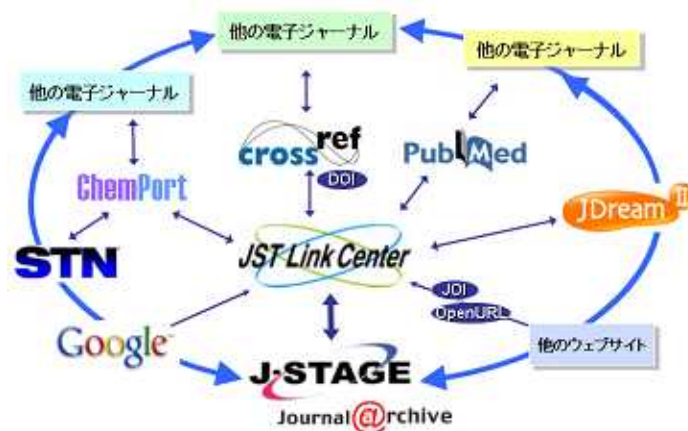 他の電子ジャーナル
他の電子ジャーナル
他の電子ジャーナル
cross ref
DOI
PubMed
ChemPort
JDream II
STN
JST Link Center
JOI
OpenURL
Google
他のウェブサイト
J-STAGE
Journal@rchive